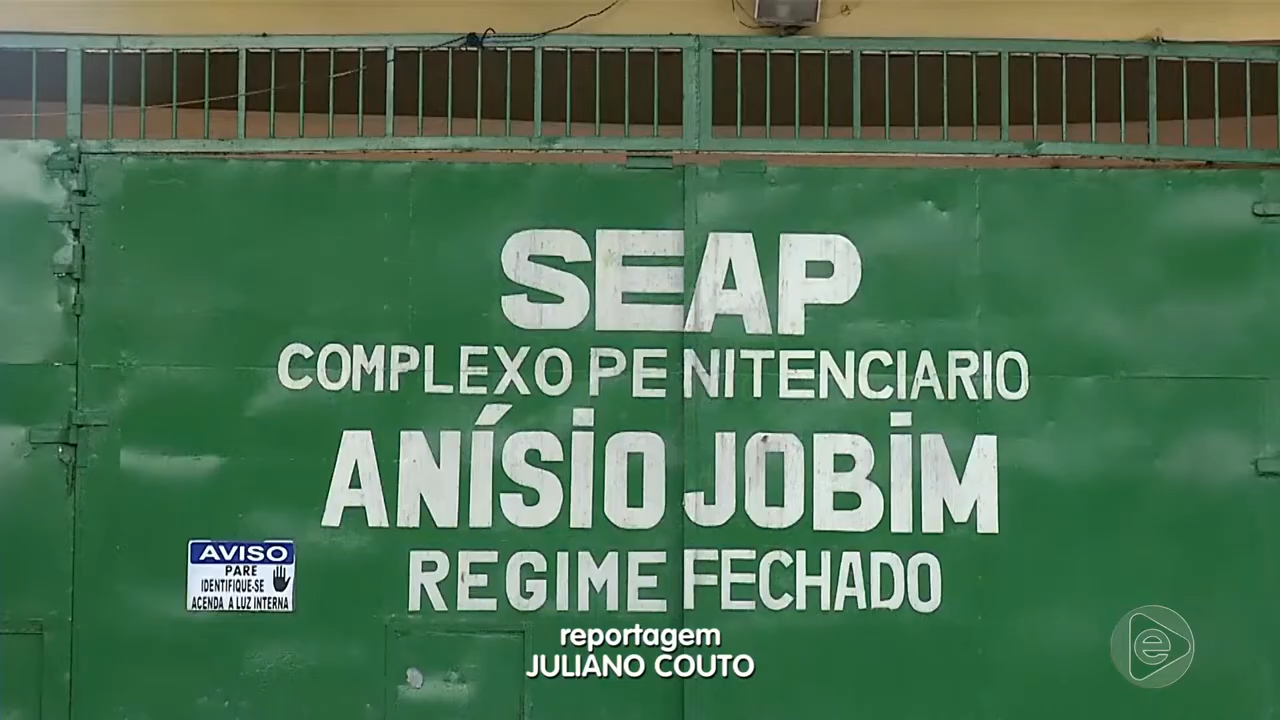 SEAP
COMPLEXO PENITENCIARIO
ANÍSIO JOBIM
REGIME FECHADO
AVISO
PARE
IDENTIFIQUE-SE
ACENDA A LUZ INTERNA
reportagem
JULIANO COUTO
e